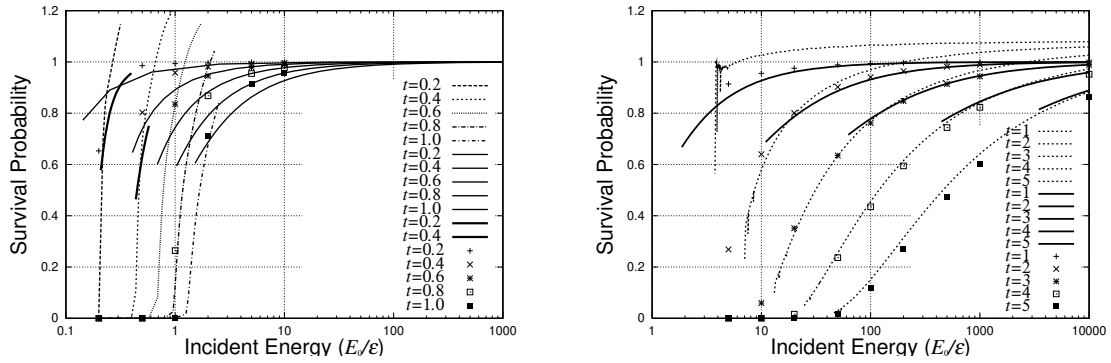 Survival Probability
1.2
1
0.8
0.6
0.4
0.2
0
0.1
1
10
100
1000
Incident Energy (E₀/ε)
t=0.2
t=0.4
t=0.6
t=0.8
t=1.0
t=0.2
t=0.4
t=0.6
t=0.8
t=1.0
t=0.2
t=0.4
t=0.2
t=0.4
t=0.6
t=0.8
t=1.0
Survival Probability
1.2
1
0.8
0.6
0.4
0.2
0
1
10
100
1000
10000
Incident Energy (E₀/ε)
t=1
t=2
t=3
t=4
t=5
t=1
t=2
t=3
t=4
t=5
t=1
t=2
t=3
t=4
t=5